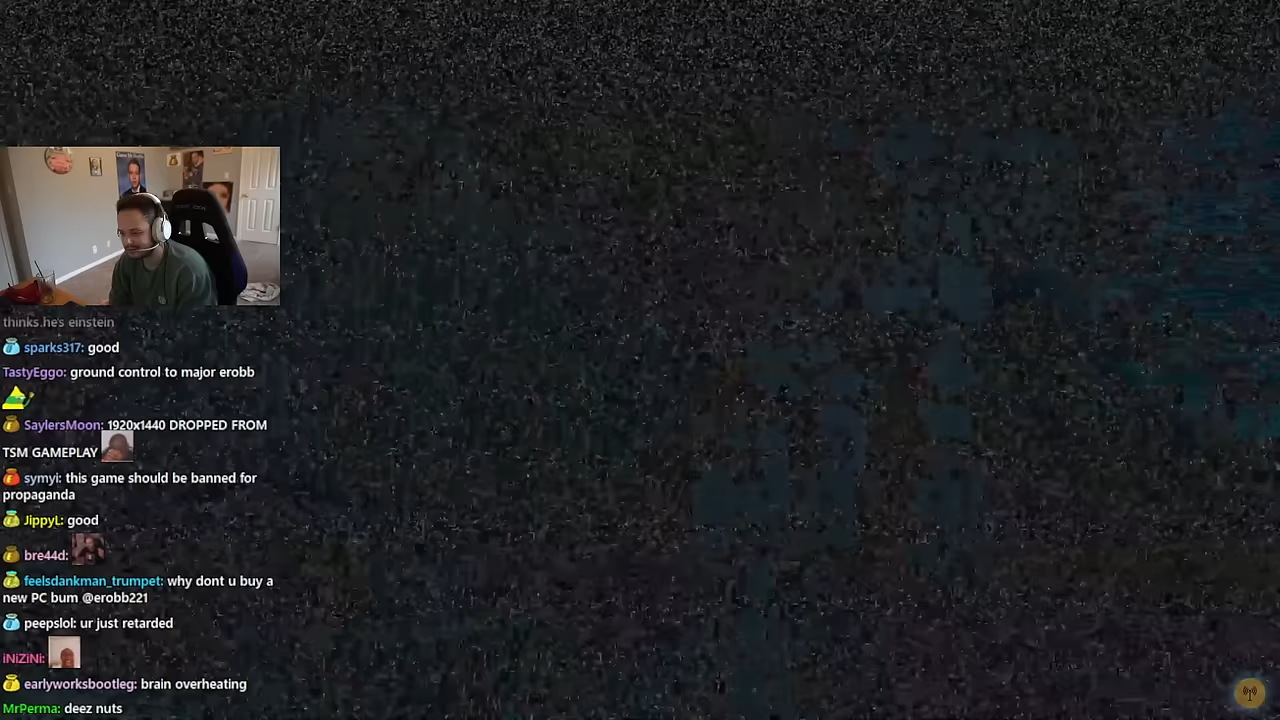 thinks he's einstein
sparks317: good
TastyEggo: ground control to major erobb
SaylersMoon: 1920x1440 DROPPED FROM
TSM GAMEPLAY
symyi: this game should be banned for
propaganda
JippyL: good
bre44d:
feelsdankman_trumpet: why dont u buy a
new PC bum @erobb221
peepslol: ur just retarded
iNiZiNi:
earlyworksbootleg: brain overheating
MrPerma: deez nuts